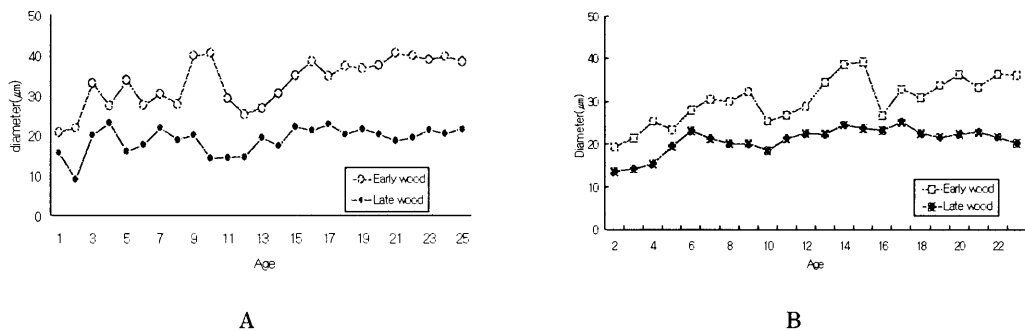 50
40
30
20
10
0
diameter(㎛)
1 3 5 7 9 11 13 15 17 19 21 23 25
Age
Early wood
Late wood
A
50
40
30
20
10
0
Diameter(㎛)
2 4 6 8 10 12 14 16 18 20 22
Age
Early wood
Late wood
B